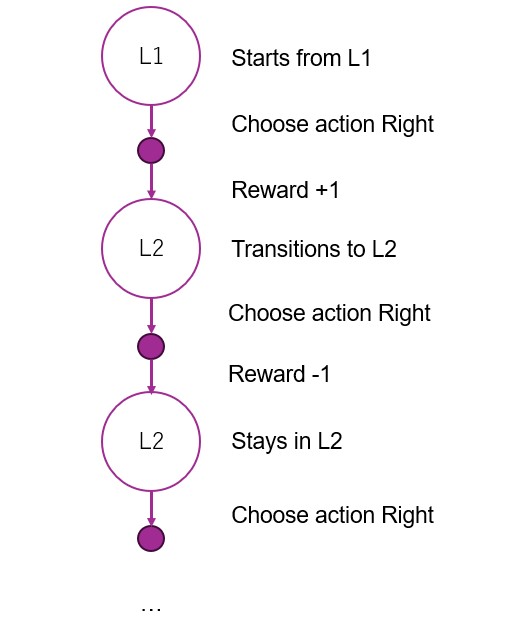 L1
Starts from L1
Choose action Right
Reward +1
L2
Transitions to L2
Choose action Right
Reward -1
L2
Stays in L2
Choose action Right
...